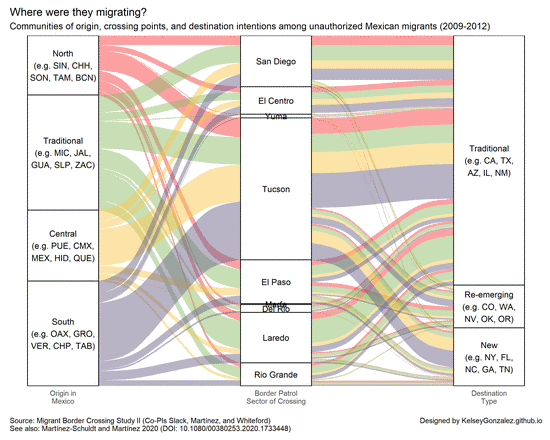 Where were they migrating?
Communities of origin, crossing points, and destination intentions among unauthorized Mexican migrants (2009-2012)
North
(e.g. SIN, CHH,
SON, TAM, BCN)
Traditional
(e.g. MIC, JAL,
GUA, SLP, ZAC)
Central
(e.g. PUE, CMX,
MEX, HID, QUE)
South
(e.g. OAX, GRO,
VER, CHP, TAB)
San Diego
El Centro
Yuma
Tucson
El Paso
Marfa
Del Rio
Laredo
Rio Grande
Traditional
(e.g. CA, TX,
AZ, IL, NM)
Re-emerging
(e.g. CO, WA,
NV, OK, OR)
New
(e.g. NY, FL,
NC, GA, TN)
Origin in
Mexico
Border Patrol
Sector of Crossing
Destination
Type
Source: Migrant Border Crossing Study II (Co-PIs Slack, Martínez, and Whiteford)
See also: Martínez-Schuldt and Martínez 2020 (DOI: 10.1080/00380253.2020.1733448)
Designed by KelseyGonzalez.github.io